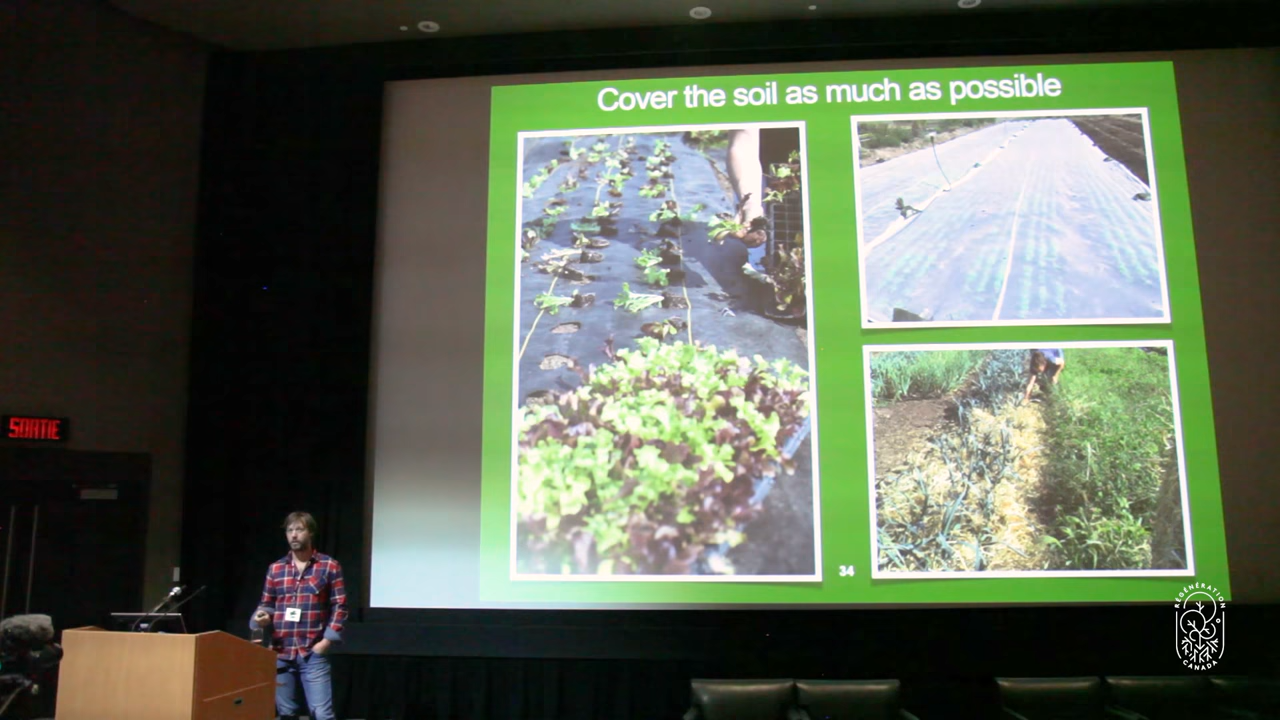 Cover the soil as much as possible
34
SORTIE
RÉGÉNÉRATION
CANADA